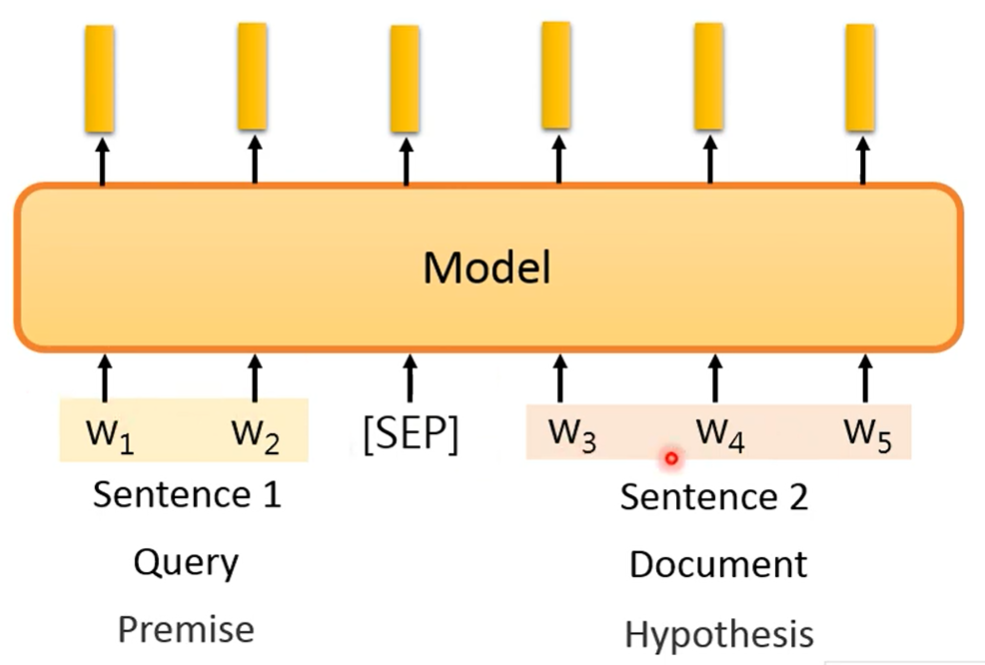 Model
w₁ w₂ [SEP] w₃ w₄ w₅
Sentence 1 Sentence 2
Query Document
Premise Hypothesis